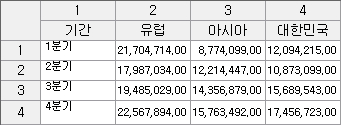 1 2 3 4
기간 유럽 아시아 대한민국
1 1분기 21,704,714,00 8,774,099,00 12,094,215,00
2 2분기 17,987,034,00 12,214,447,00 10,873,099,00
3 3분기 19,485,029,00 14,356,879,00 15,689,543,00
4 4분기 22,567,894,00 15,763,492,00 17,456,723,00